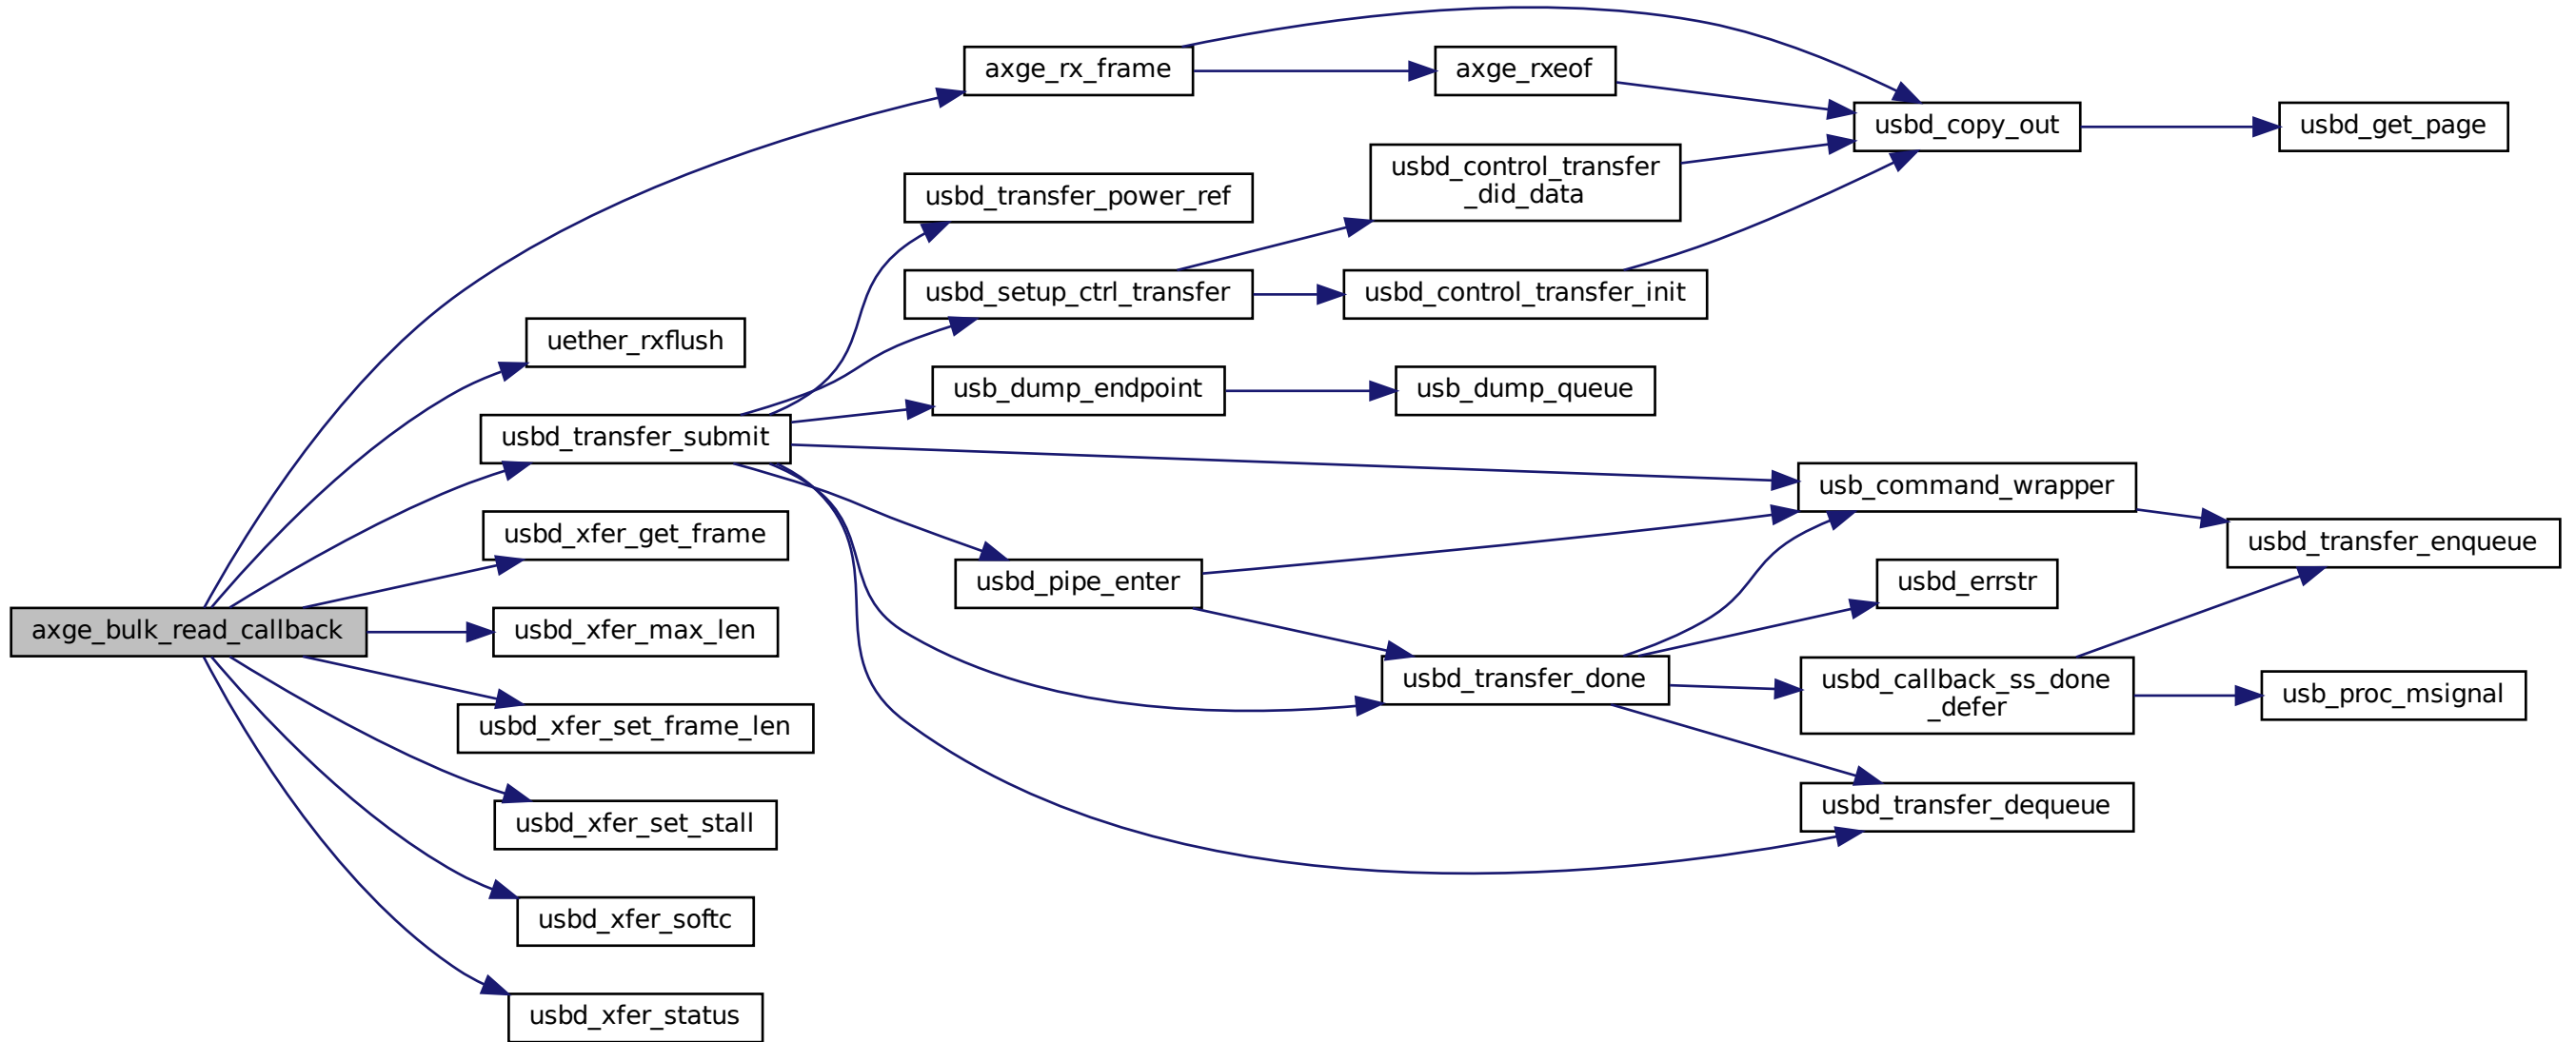 axge_rx_frame
axge_rxeof
usbd_copy_out
usbd_get_page
usbd_control_transfer
_did_data
usbd_transfer_power_ref
usbd_setup_ctrl_transfer
usbd_control_transfer_init
uether_rxflush
usb_dump_endpoint
usb_dump_queue
usbd_transfer_submit
usb_command_wrapper
usbd_xfer_get_frame
usbd_transfer_enqueue
usbd_pipe_enter
usbd_errstr
axge_bulk_read_callback
usbd_xfer_max_len
usbd_transfer_done
usbd_callback_ss_done
_defer
usb_proc_msignal
usbd_xfer_set_frame_len
usbd_transfer_dequeue
usbd_xfer_set_stall
usbd_xfer_softc
usbd_xfer_status